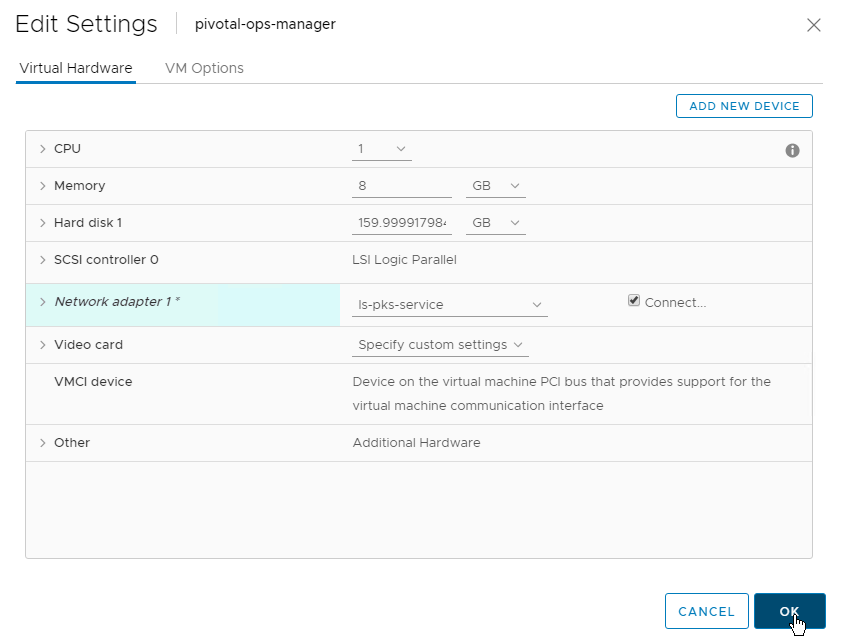 Edit Settings pivotal-ops-manager
Virtual Hardware VM Options
ADD NEW DEVICE
CPU 1
Memory 8 GB
Hard disk 1 159.999917984 GB
SCSI controller 0 LSI Logic Parallel
Network adapter 1 * ls-pks-service Connect...
Video card Specify custom settings
VMCI device Device on the virtual machine PCI bus that provides support for the
virtual machine communication interface
Other Additional Hardware
CANCEL OK